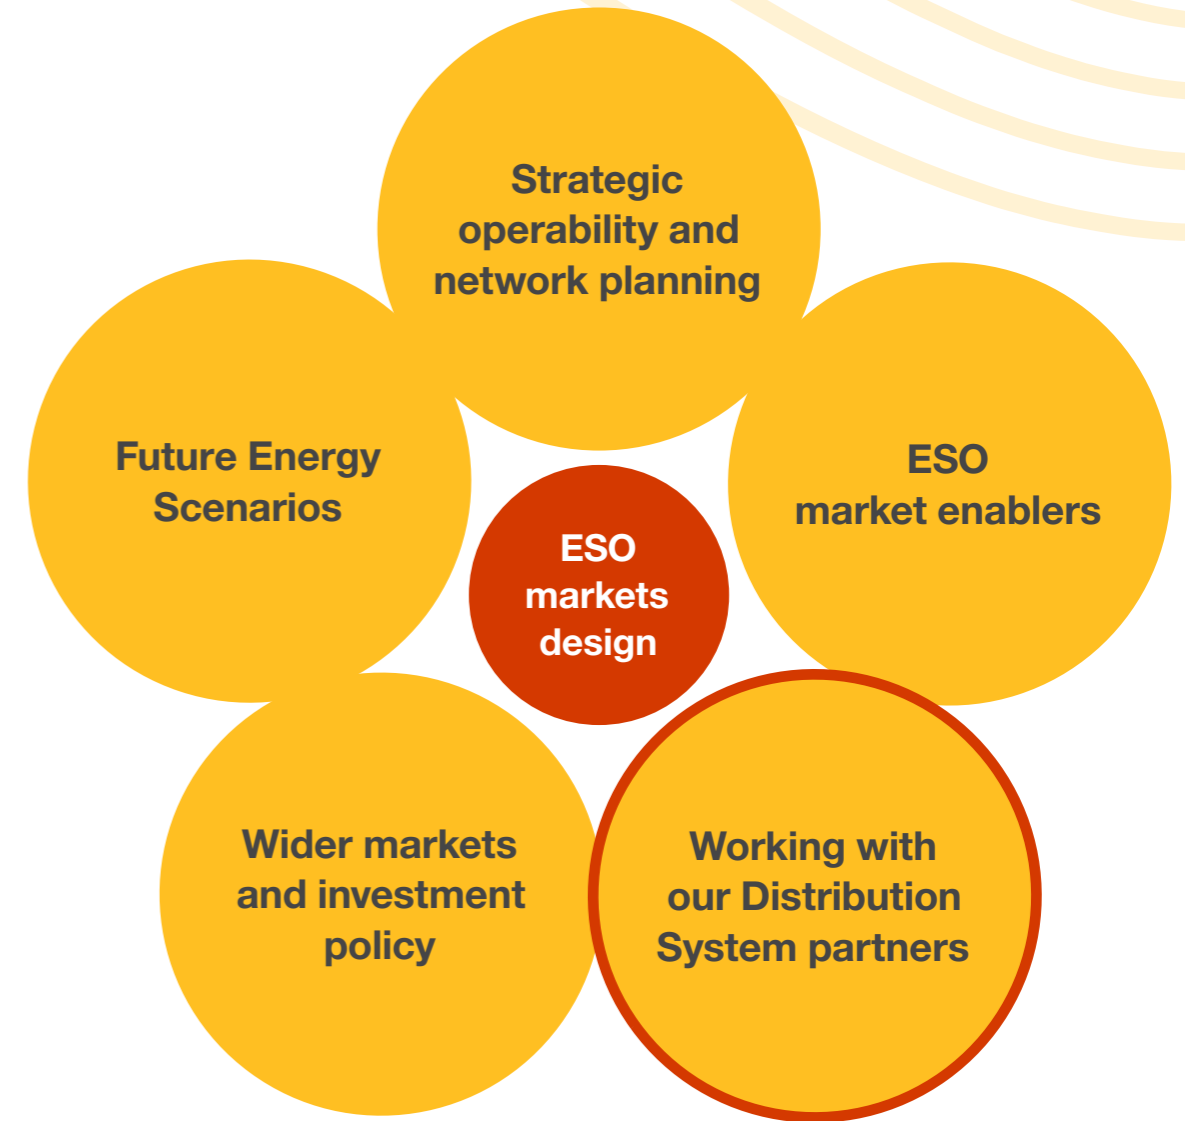 Strategic
operability and
network planning
Future Energy
Scenarios
ESO
market enablers
ESO
markets
design
Wider markets
and investment
policy
Working with
our Distribution
System partners